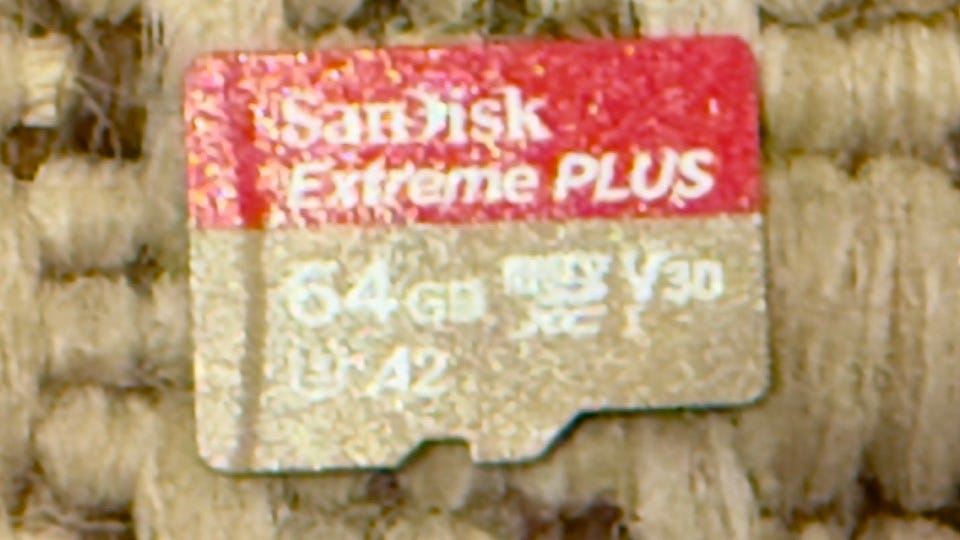 SanDisk
Extreme PLUS
64GB microSD XC I V30
U3 A2